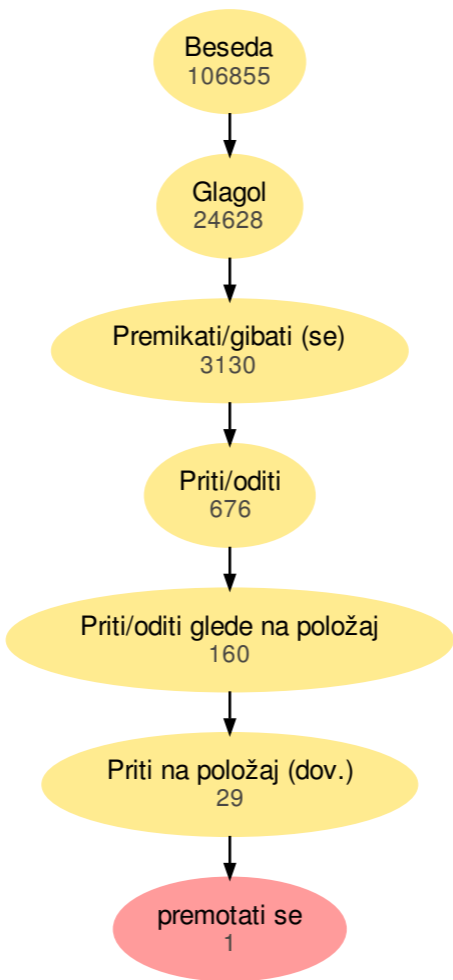 Beseda
106855
Glagol
24628
Premikati/gibati (se)
3130
Priti/oditi
676
Priti/oditi glede na položaj
160
Priti na položaj (dov.)
29
premotati se
1